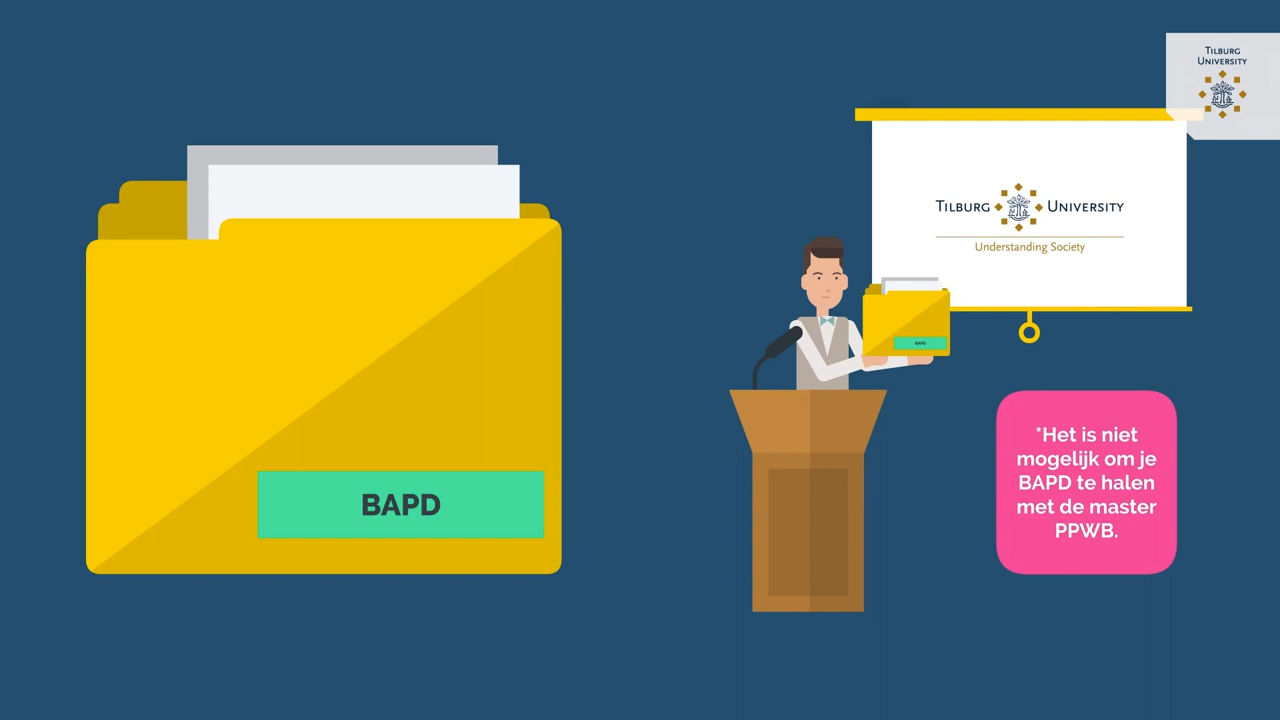 TILBURG
UNIVERSITY
TILBURG UNIVERSITY
Understanding Society
BAPD
BAPD
*Het is niet
mogelijk om je
BAPD te halen
met de master
PPWB.